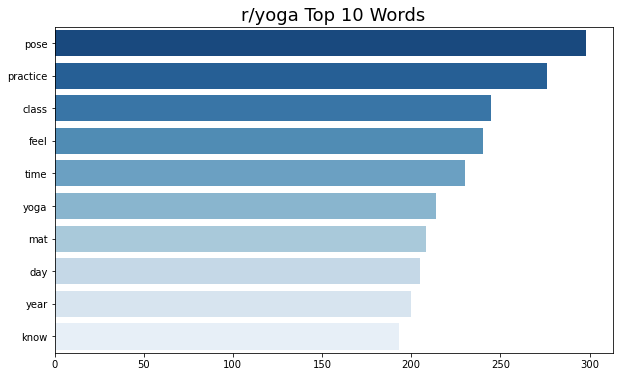 r/yoga Top 10 Words
pose
practice
class
feel
time
yoga
mat
day
year
know
0 50 100 150 200 250 300